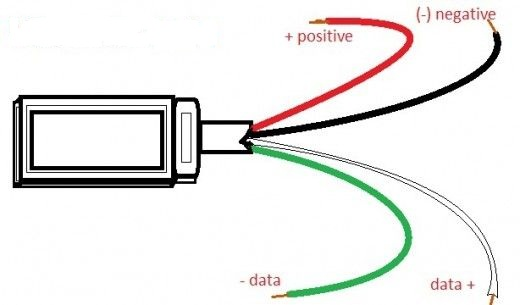 (-) negative
+ positive
- data
data +